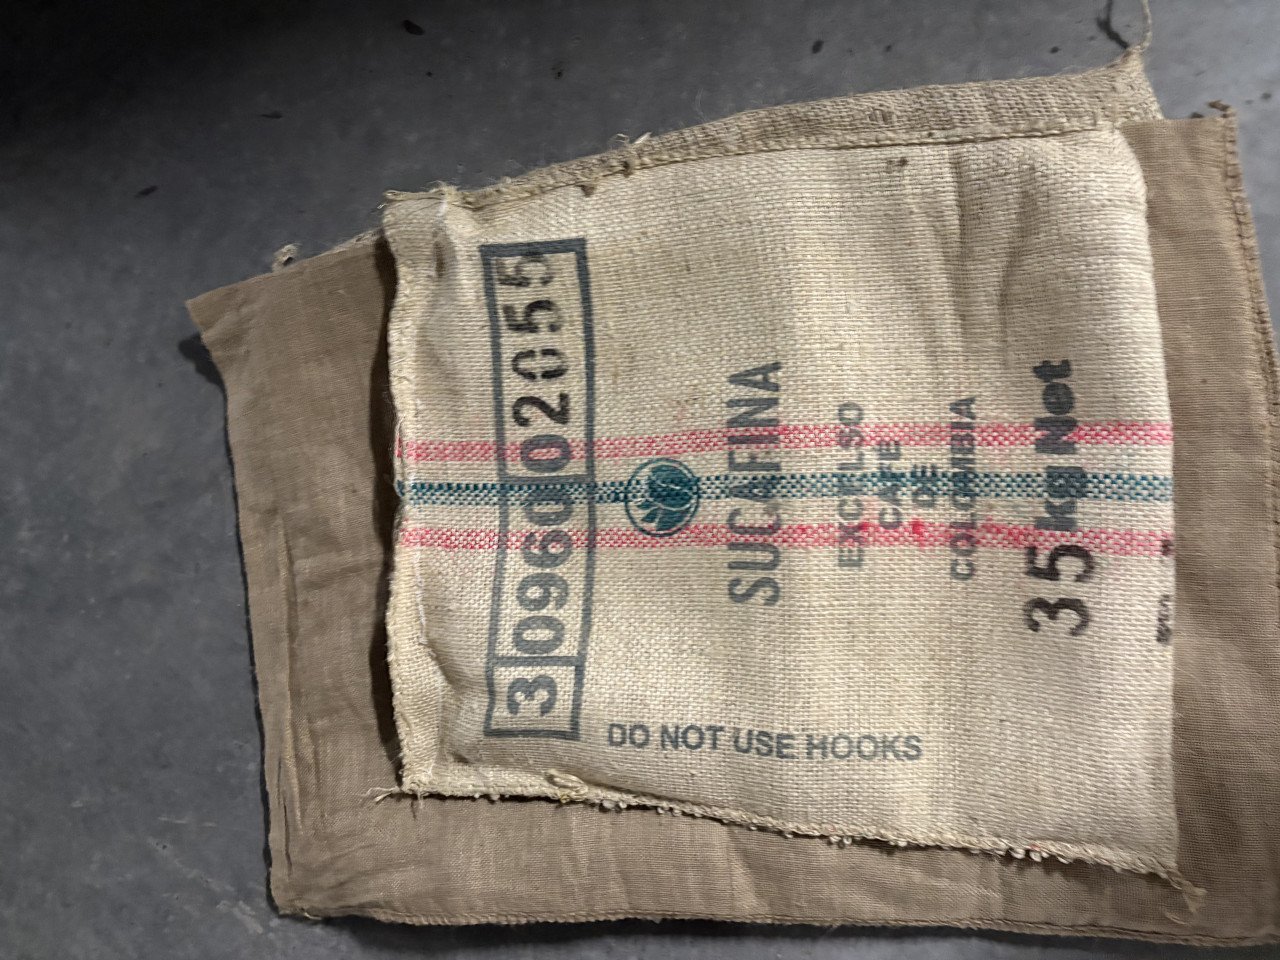 3 0960 02055
SUCAFINA
EXCELSO
CAFE
DE
COLOMBIA
35 kg Net
DO NOT USE HOOKS